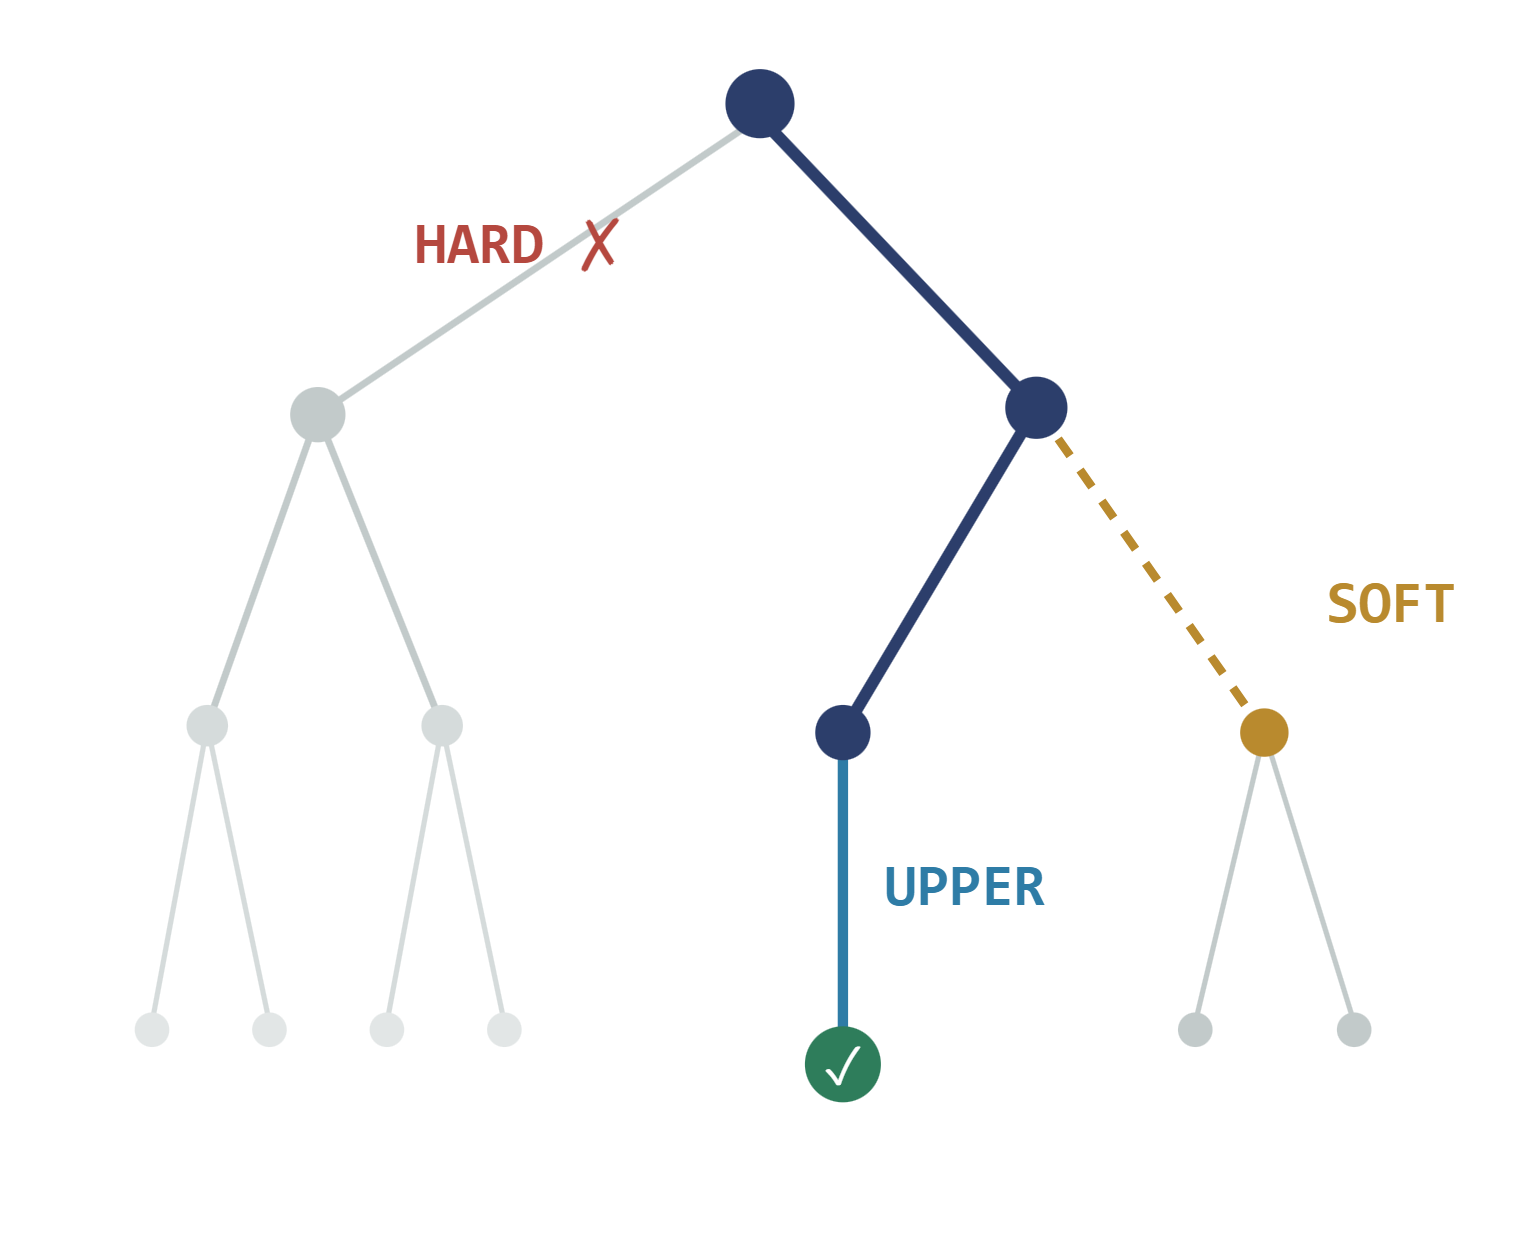 HARD ✗
SOFT
UPPER
✓